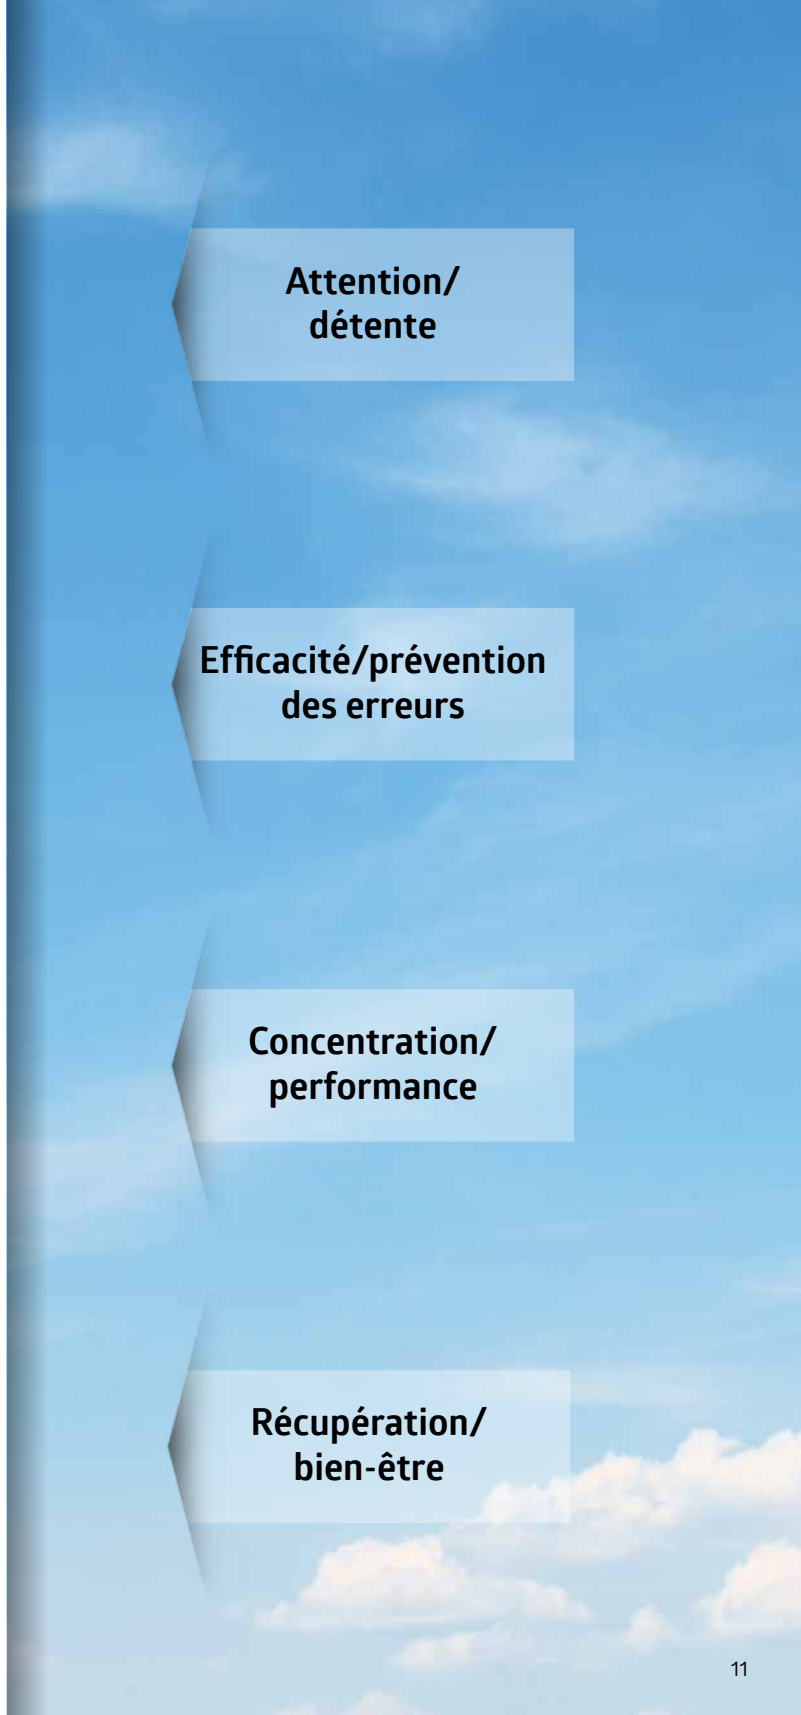 Attention/
détente
Efficacité/prévention
des erreurs
Concentration/
performance
Récupération/
bien-être
11